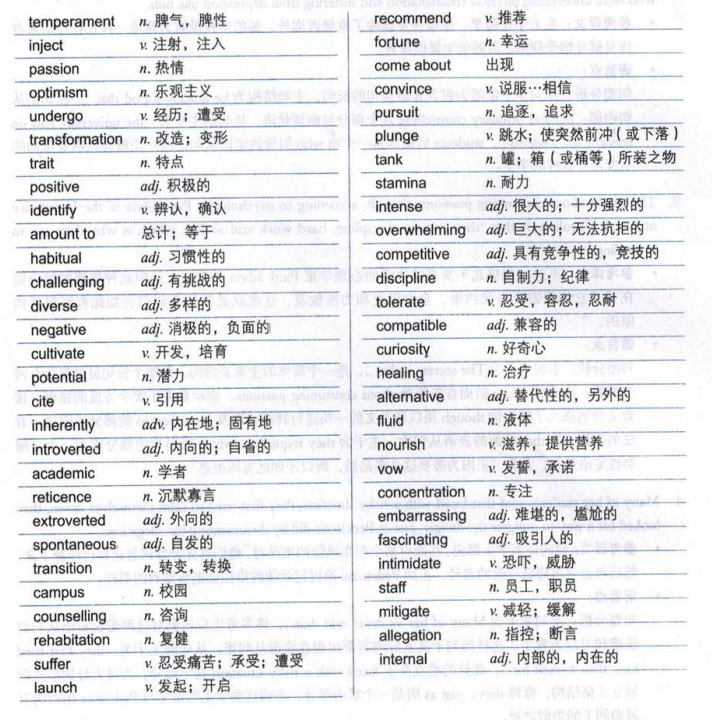 temperament n. 脾气，脾性
inject v. 注射，注入
passion n. 热情
optimism n. 乐观主义
undergo v. 经历；遭受
transformation n. 改造；变形
trait n. 特点
positive adj. 积极的
identify v. 辨认，确认
amount to 总计；等于
habitual adj. 习惯性的
challenging adj. 有挑战的
diverse adj. 多样的
negative adj. 消极的，负面的
cultivate v. 开发，培育
potential n. 潜力
cite v. 引用
inherently adv. 内在地；固有地
introverted adj. 内向的；自省的
academic n. 学者
reticence n. 沉默寡言
extroverted adj. 外向的
spontaneous adj. 自发的
transition n. 转变，转换
campus n. 校园
counselling n. 咨询
rehabitation n. 复健
suffer v. 忍受痛苦；承受；遭受
launch v. 发起；开启
recommend v. 推荐
fortune n. 幸运
come about 出现
convince v. 说服…相信
pursuit n. 追逐，追求
plunge v. 跳水；使突然前冲（或下落）
tank n. 罐；箱（或桶等）所装之物
stamina n. 耐力
intense adj. 很大的；十分强烈的
overwhelming adj. 巨大的；无法抗拒的
competitive adj. 具有竞争性的，竞技的
discipline n. 自制力；纪律
tolerate v. 忍受，容忍；忍耐
compatible adj. 兼容的
curiosity n. 好奇心
healing n. 治疗
alternative adj. 替代性的，另外的
fluid n. 液体
nourish v. 滋养；提供营养
vow v. 发誓，承诺
concentration n. 专注
embarrassing adj. 难堪的，尴尬的
fascinating adj. 吸引人的
intimidate v. 恐吓，威胁
staff n. 员工，职员
mitigate v. 减轻；缓解
allegation n. 指控；断言
internal adj. 内部的，内在的